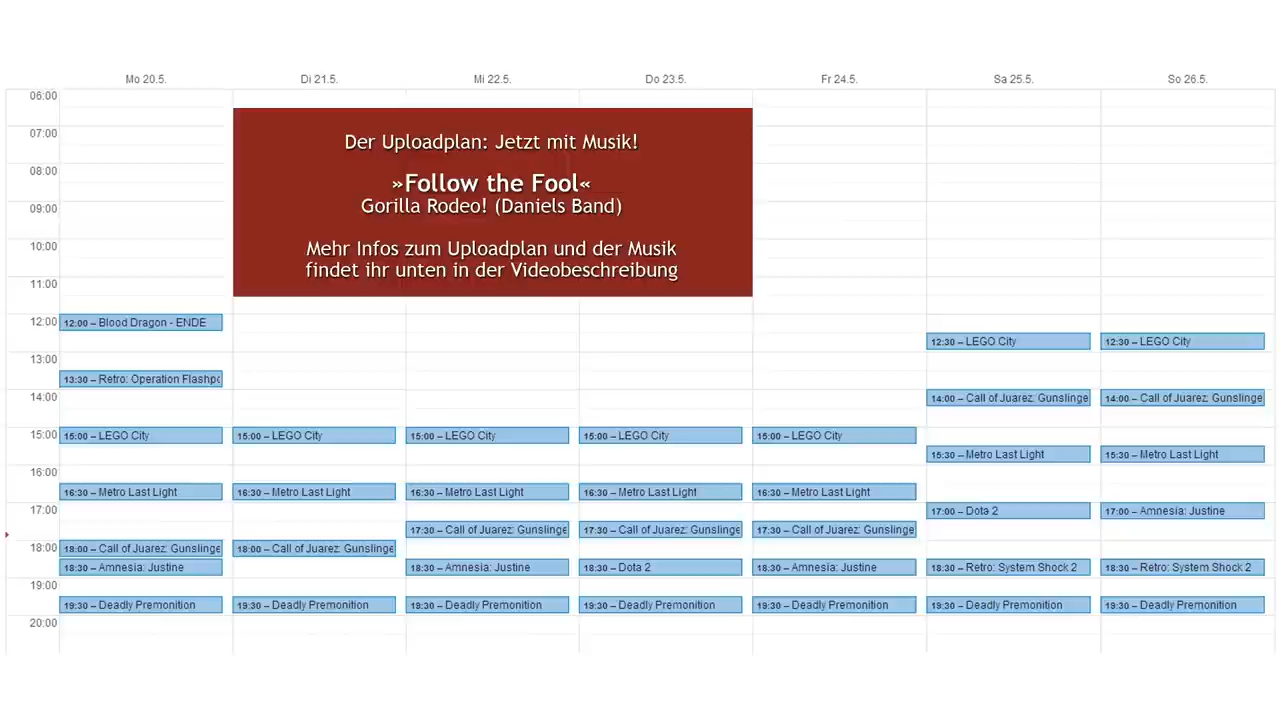 Mo 20.5. Di 21.5. Mi 22.5. Do 23.5. Fr 24.5. Sa 25.5. So 26.5.
06:00
07:00
08:00
09:00
10:00
11:00
12:00
13:00
14:00
15:00
16:00
17:00
18:00
19:00
20:00
Der Uploadplan: Jetzt mit Musik!
»Follow the Fool«
Gorilla Rodeo! (Daniels Band)
Mehr Infos zum Uploadplan und der Musik
findet ihr unten in der Videobeschreibung
12:00 – Blood Dragon - ENDE
13:30 – Retro: Operation Flashpo
15:00 – LEGO City
16:30 – Metro Last Light
18:00 – Call of Juarez: Gunslinge
18:30 – Amnesia: Justine
19:30 – Deadly Premonition
15:00 – LEGO City
16:30 – Metro Last Light
18:00 – Call of Juarez: Gunslinge
19:30 – Deadly Premonition
15:00 – LEGO City
16:30 – Metro Last Light
17:30 – Call of Juarez: Gunslinge
18:30 – Amnesia: Justine
19:30 – Deadly Premonition
15:00 – LEGO City
16:30 – Metro Last Light
17:30 – Call of Juarez: Gunslinge
18:30 – Dota 2
19:30 – Deadly Premonition
15:00 – LEGO City
16:30 – Metro Last Light
17:30 – Call of Juarez: Gunslinge
18:30 – Amnesia: Justine
19:30 – Deadly Premonition
12:30 – LEGO City
14:00 – Call of Juarez: Gunslinge
15:30 – Metro Last Light
17:00 – Dota 2
18:30 – Retro: System Shock 2
19:30 – Deadly Premonition
12:30 – LEGO City
14:00 – Call of Juarez: Gunslinge
15:30 – Metro Last Light
17:00 – Amnesia: Justine
18:30 – Retro: System Shock 2
19:30 – Deadly Premonition